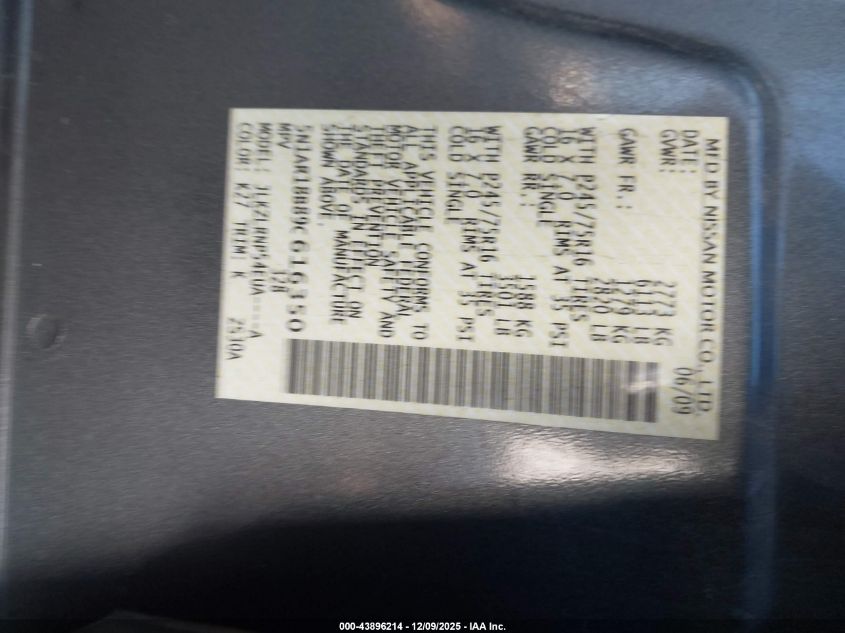 MFD BY NISSAN MOTOR CO., LTD.
DATE: 06/09
GVWR: 2773 KG
6113 LB
GAWR FR.: 1279 KG
2820 LB
WITH P245/75R16 TIRES
16 X 7.0 RIMS AT 35 PSI
COLD SINGLE
GAWR RR.: 1588 KG
3501 LB
WITH P245/75R16 TIRES
16 X 7.0 RIMS AT 35 PSI
COLD SINGLE
THIS VEHICLE CONFORMS TO
ALL APPLICABLE FEDERAL
MOTOR VEHICLE SAFETY AND
THEFT PREVENTION
STANDARDS IN EFFECT ON
THE DATE OF MANUFACTURE
SHOWN ABOVE.
5N1AR18B89C616350
MPV 128
MODEL:
COLOR: K27 TRIM K 2510A
000-43896214 - 12/09/2025 - IAA Inc.